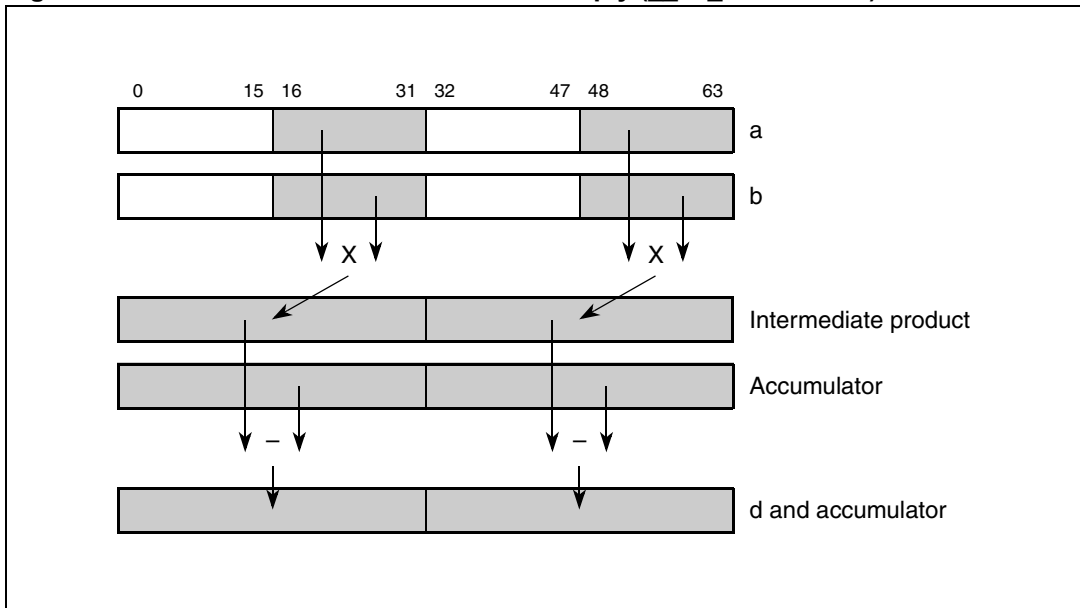 0 15 16 31 32 47 48 63
a
b
X X
Intermediate product
Accumulator
– –
d and accumulator